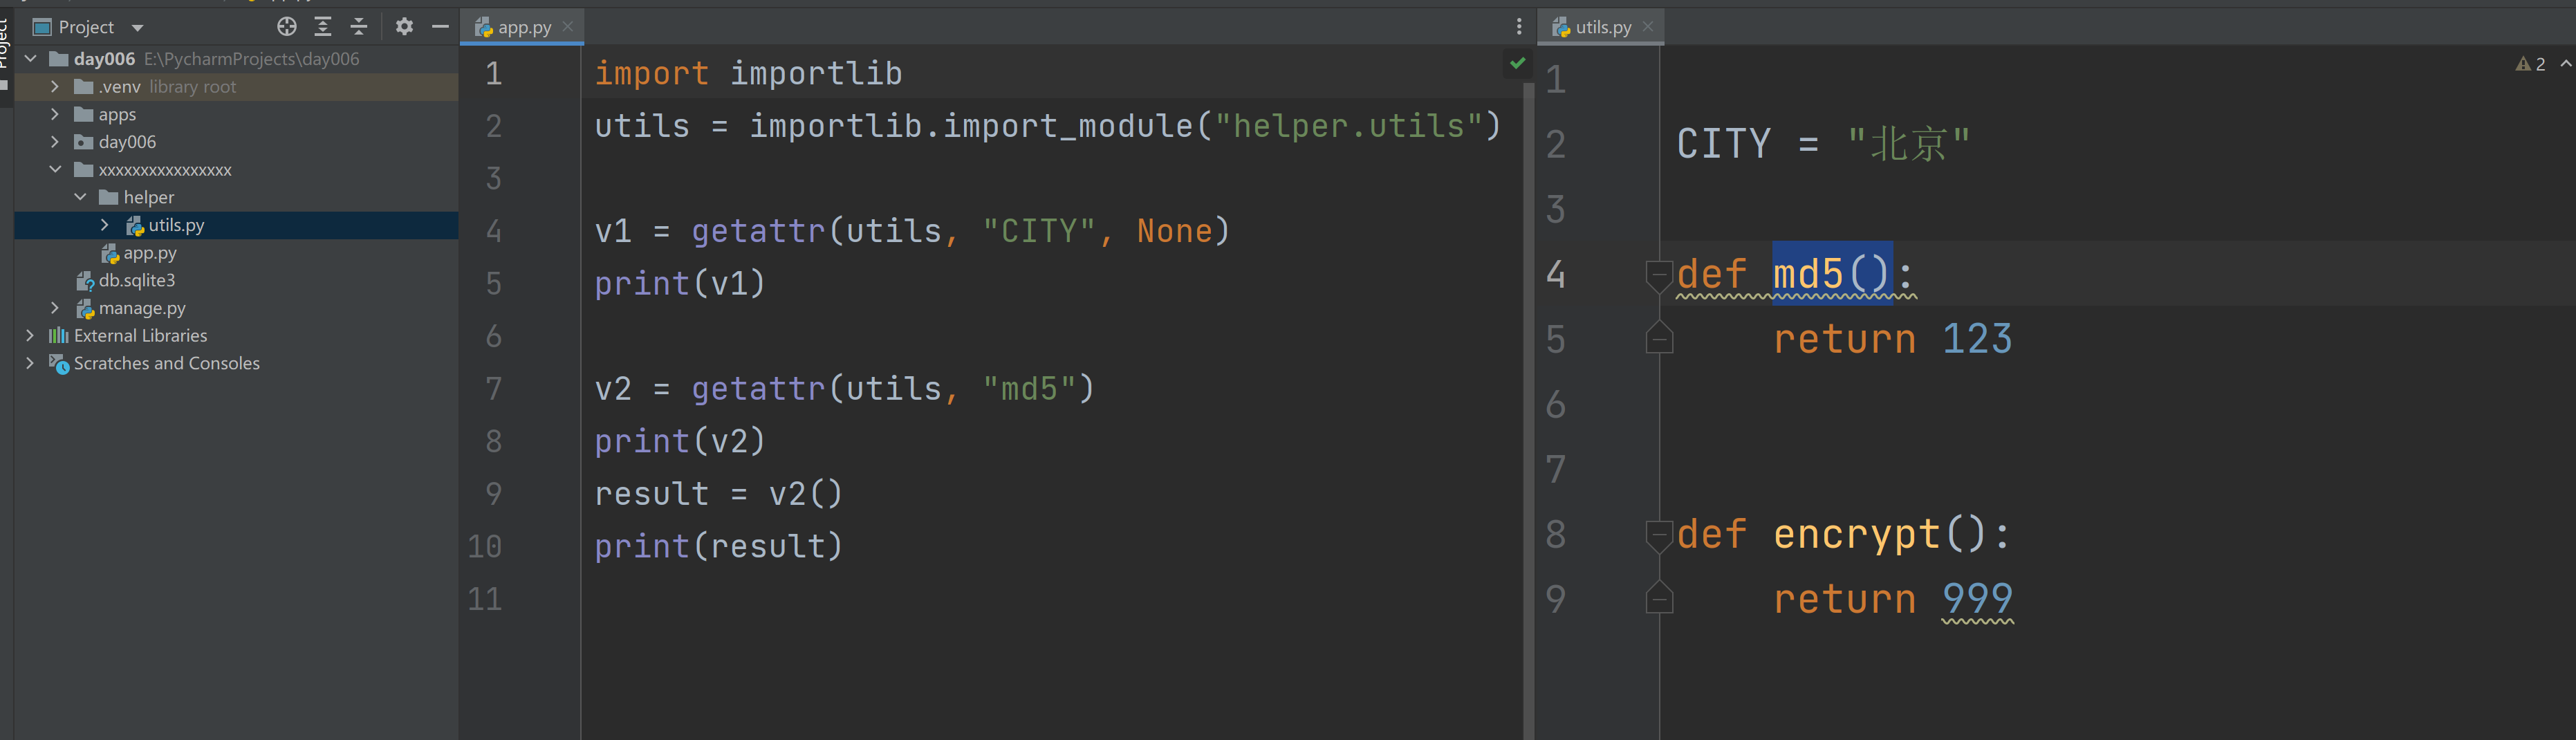 Project
Project
day006 E:\PycharmProjects\day006
.venv library root
apps
day006
xxxxxxxxxxxxxxxx
helper
utils.py
app.py
db.sqlite3
manage.py
External Libraries
Scratches and Consoles
app.py
1 import importlib
2 utils = importlib.import_module("helper.utils")
3
4 v1 = getattr(utils, "CITY", None)
5 print(v1)
6
7 v2 = getattr(utils, "md5")
8 print(v2)
9 result = v2()
10 print(result)
11
utils.py
2
1
2 CITY = "北京"
3
4 def md5():
5 return 123
6
7
8 def encrypt():
9 return 999